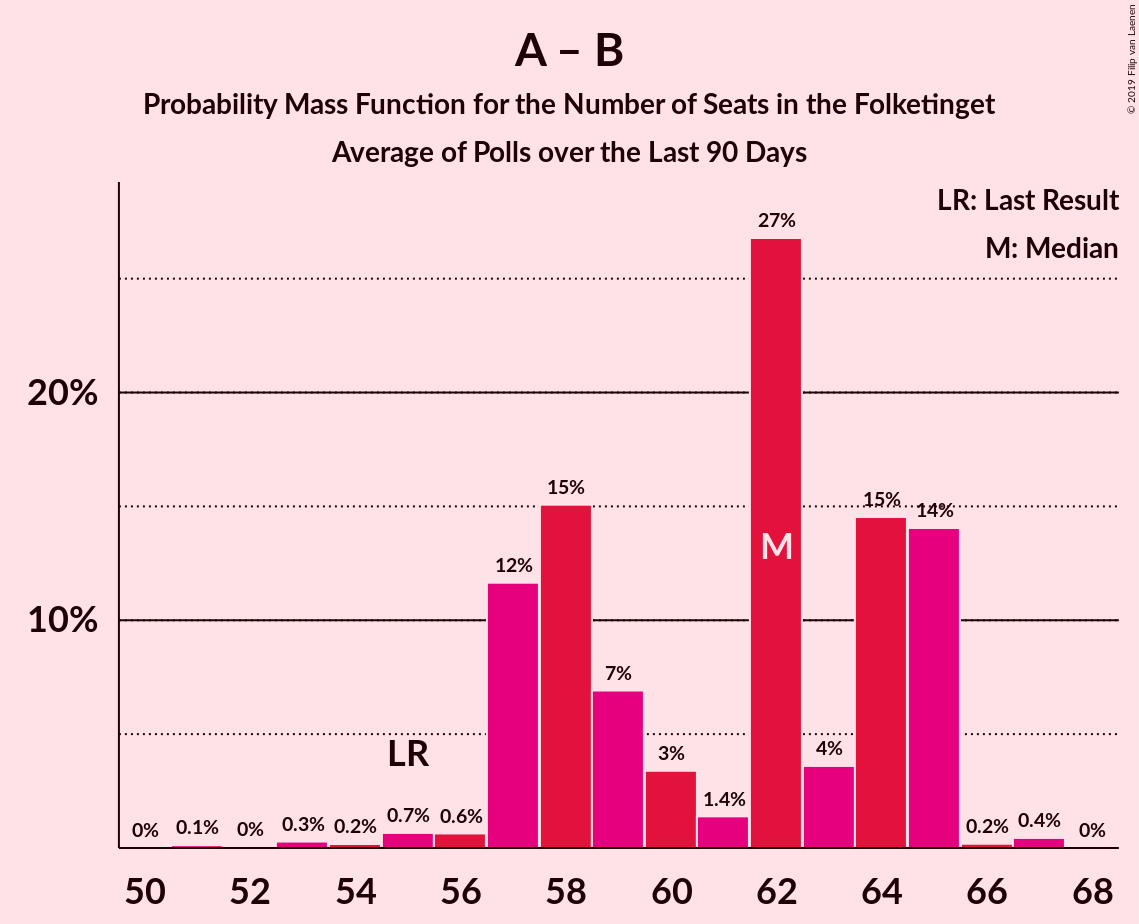 A – B
Probability Mass Function for the Number of Seats in the Folketinget
Average of Polls over the Last 90 Days
© 2019 Filip van Laenen
LR: Last Result
M: Median
20%
10%
0%
0.1%
0%
0.3%
0.2%
0.7%
0.6%
12%
15%
7%
3%
1.4%
27%
4%
15%
14%
0.2%
0.4%
0%
LR
M
50 52 54 56 58 60 62 64 66 68